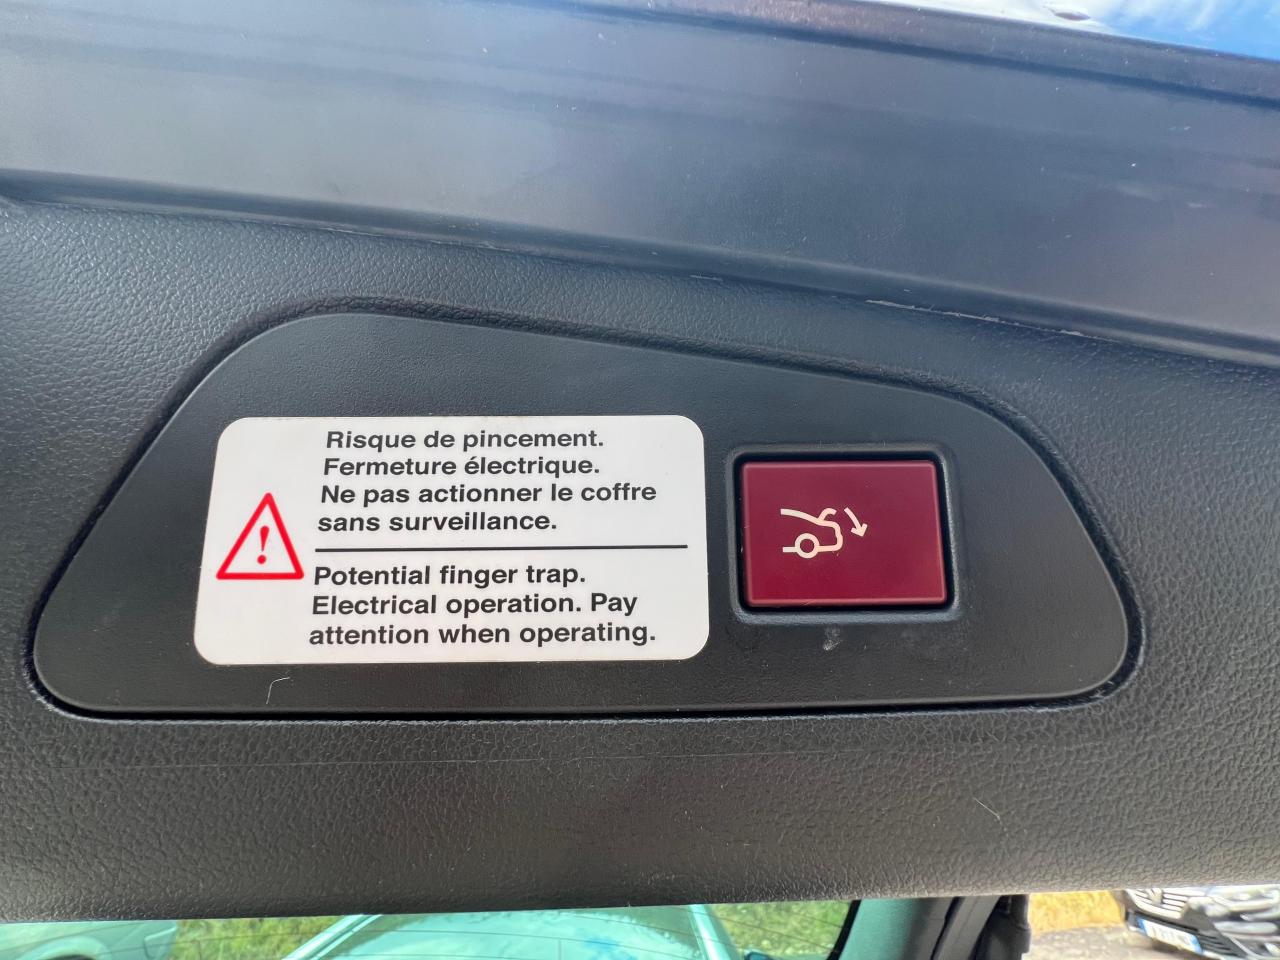 Risque de pincement.
Fermeture électrique.
Ne pas actionner le coffre
sans surveillance.
Potential finger trap.
Electrical operation. Pay
attention when operating.